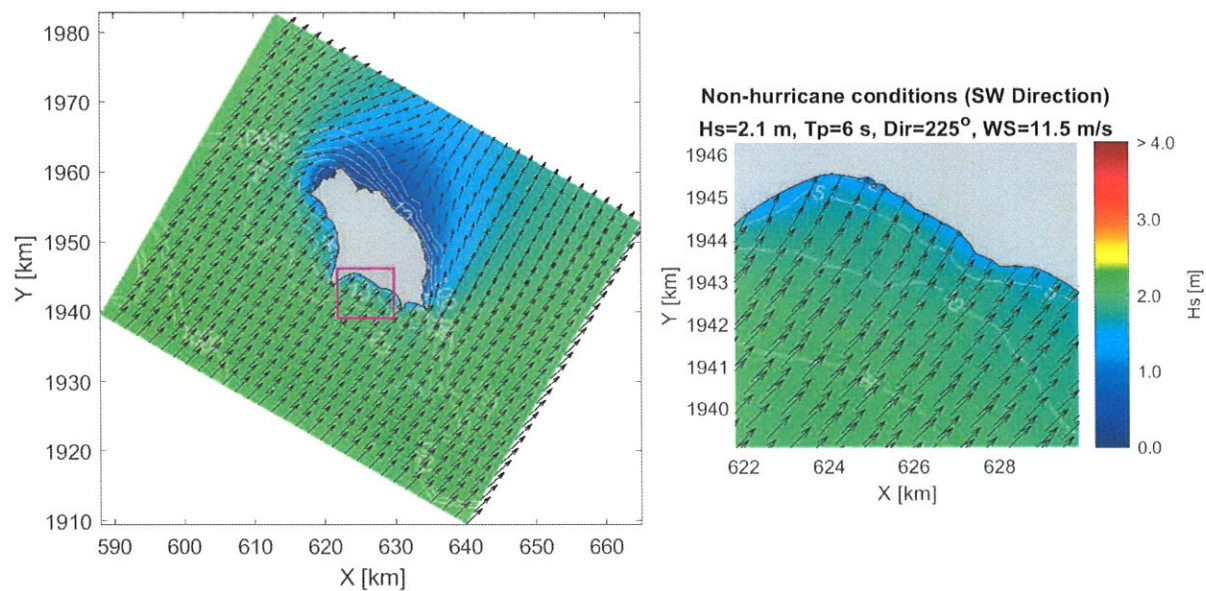 1980
1970
1960
1950
1940
1930
1920
1910
Y [km]
590 600 610 620 630 640 650 660
X [km]
Non-hurricane conditions (SW Direction)
Hs=2.1 m, Tp=6 s, Dir=225°, WS=11.5 m/s
1946
1945
1944
1943
1942
1941
1940
Y [km]
622 624 626 628
X [km]
5
10
> 4.0
3.0
2.0
1.0
0.0
Hs [m]